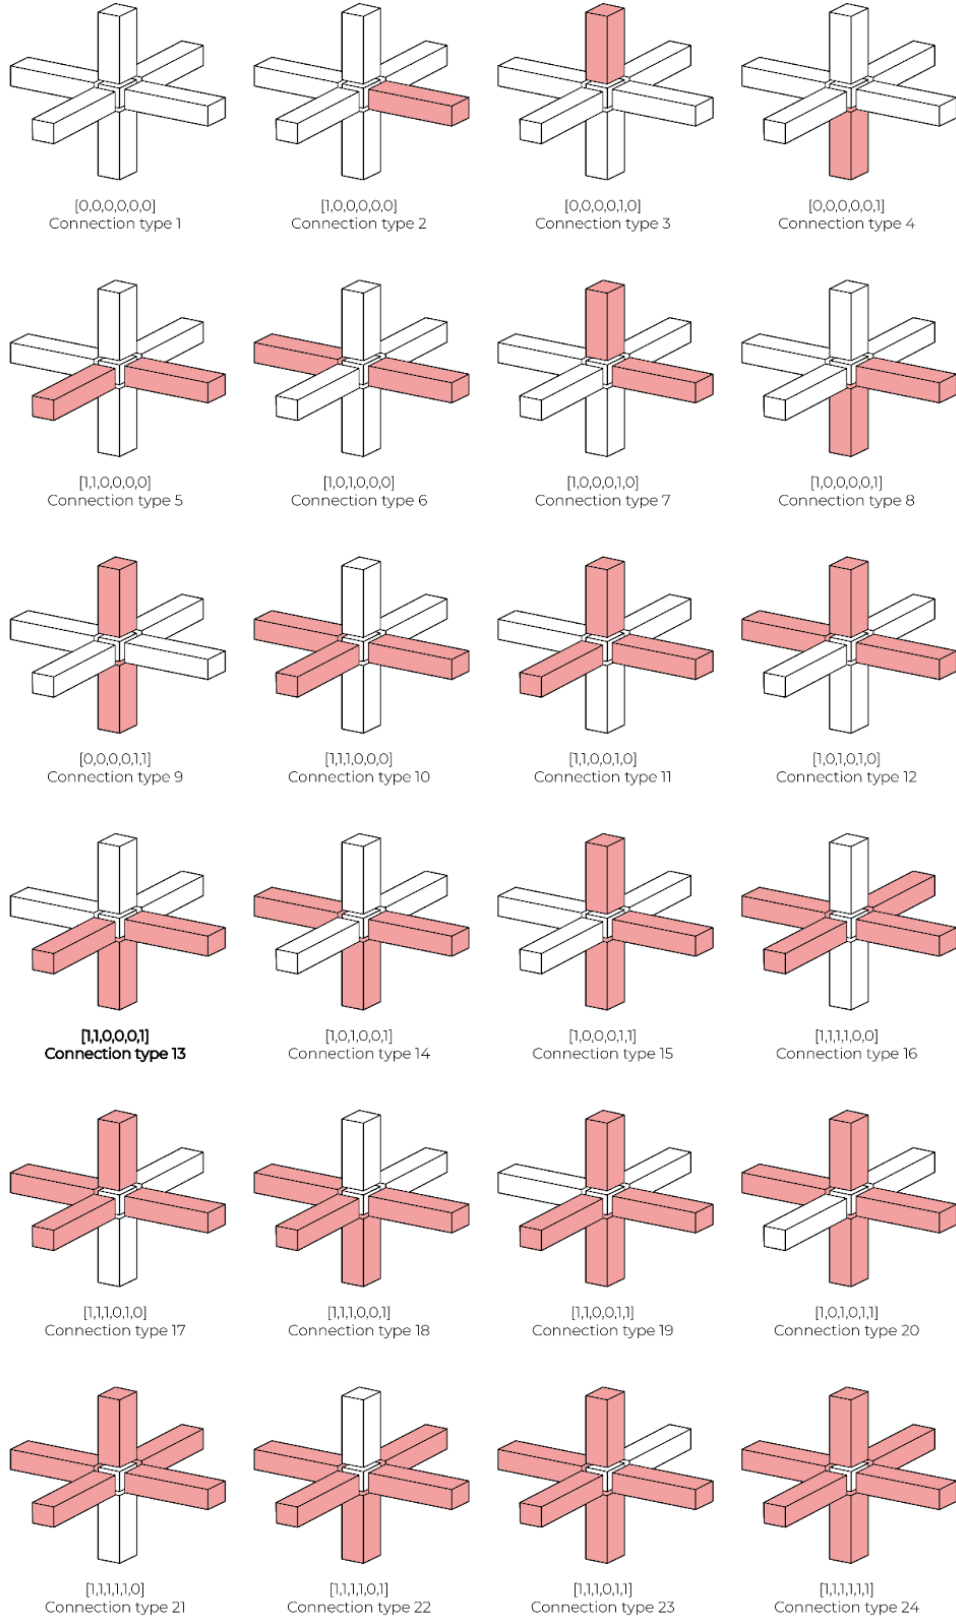 [0,0,0,0,0,0]
Connection type 1
[1,0,0,0,0,0]
Connection type 2
[0,0,0,0,1,0]
Connection type 3
[0,0,0,0,0,1]
Connection type 4
[1,1,0,0,0,0]
Connection type 5
[1,0,1,0,0,0]
Connection type 6
[1,0,0,0,1,0]
Connection type 7
[1,0,0,0,0,1]
Connection type 8
[0,0,0,0,1,1]
Connection type 9
[1,1,1,0,0,0]
Connection type 10
[1,1,0,0,1,0]
Connection type 11
[1,0,1,0,1,0]
Connection type 12
[1,1,0,0,0,1]
Connection type 13
[1,0,1,0,0,1]
Connection type 14
[1,0,0,0,1,1]
Connection type 15
[1,1,1,1,0,0]
Connection type 16
[1,1,1,0,1,0]
Connection type 17
[1,1,1,0,0,1]
Connection type 18
[1,1,0,0,1,1]
Connection type 19
[1,0,1,0,1,1]
Connection type 20
[1,1,1,1,1,0]
Connection type 21
[1,1,1,1,0,1]
Connection type 22
[1,1,1,0,1,1]
Connection type 23
[1,1,1,1,1,1]
Connection type 24